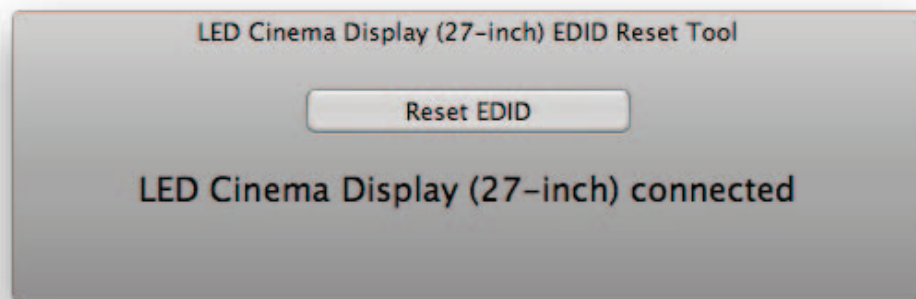 LED Cinema Display (27-inch) EDID Reset Tool
Reset EDID
LED Cinema Display (27-inch) connected